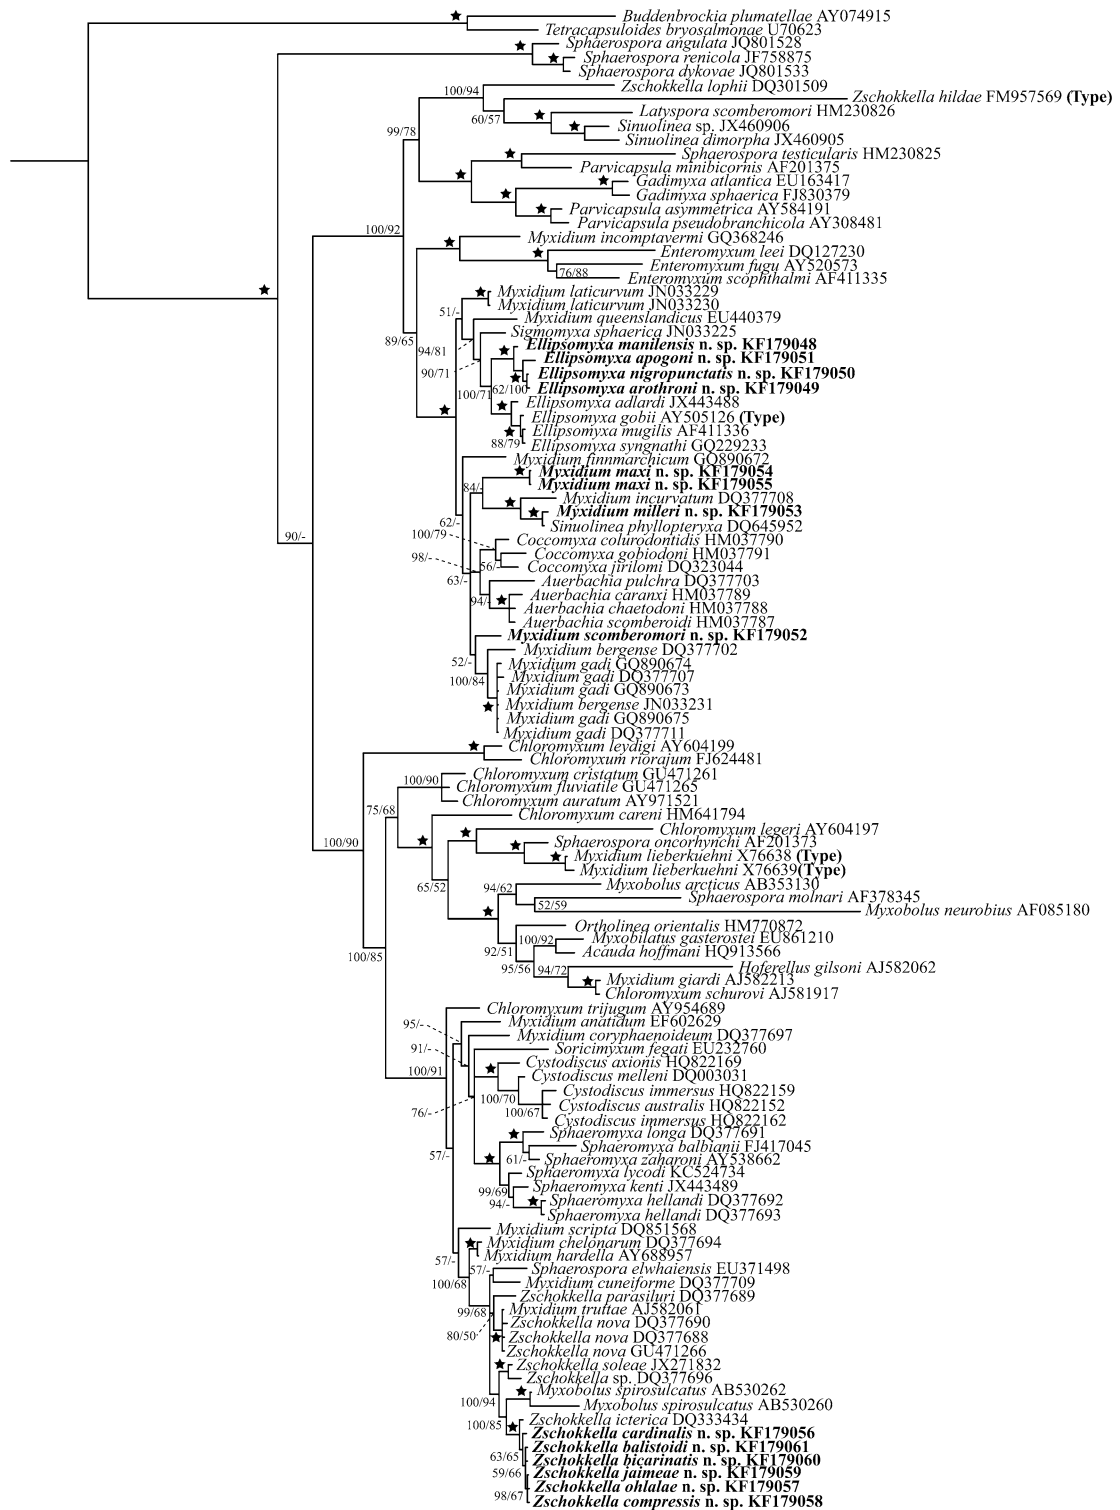 Buddenbrockia plumatellae AY074915
Tetracapsuloides bryosalmonae U70623
Sphaerospora angulata JQ801528
Sphaerospora renicola JF758875
Sphaerospora dykovae JQ801533
Zschokkella lophii DQ301509
100/94
Zschokkella hildae FM957569 (Type)
60/57
Latyspora scomberomori HM230826
Sinuolinea sp. JX460906
99/78
Sinuolinea dimorpha JX460905
Sphaerospora testicularis HM230825
Parvicapsula minibicornis AF201375
Gadimyxa atlantica EU163417
Gadimyxa sphaerica FJ830379
Parvicapsula asymmetrica AY584191
Parvicapsula pseudobranchicola AY308481
100/92
Myxidium incomptavermi GQ368246
Enteromyxum leei DQ127230
Enteromyxum fugu AY520573
76/88
Enteromyxum scophthalmi AF411335
Myxidium laticurvum JN033229
Myxidium laticurvum JN033230
51/-
Myxidium queenslandicus EU440379
Sigmomyxa sphaerica JN033225
89/65
Ellipsomyxa manilensis n. sp. KF179048
94/81
Ellipsomyxa apogoni n. sp. KF179051
90/71
Ellipsomyxa nigropunctatis n. sp. KF179050
Ellipsomyxa arothroni n. sp. KF179049
100/71
62/100
Ellipsomyxa adlardi JX443488
Ellipsomyxa gobii AY505126 (Type)
Ellipsomyxa mugilis AF411336
88/79
Ellipsomyxa syngnathi GQ229233
Myxidium finnmarchicum GQ890672
Myxidium maxi n. sp. KF179054
Myxidium maxi n. sp. KF179055
84/-
Myxidium incurvatum DQ377708
Myxidium milleri n. sp. KF179053
62/-
Sinuolinea phyllopteryxa DQ645952
100/79
Coccomyxa colurodontidis HM037790
Coccomyxa gobiodoni HM037791
98/-
56/-
Coccomyxa jirilomi DQ323044
63/-
Auerbachia pulchra DQ377703
Auerbachia caranxi HM037789
94/-
Auerbachia chaetodoni HM037788
Auerbachia scomberoidi HM037787
Myxidium scomberomori n. sp. KF179052
Myxidium bergense DQ377702
52/-
Myxidium gadi GQ890674
100/84
Myxidium gadi DQ377707
Myxidium gadi GQ890673
Myxidium bergense JN033231
Myxidium gadi GQ890675
Myxidium gadi DQ377711
90/-
Chloromyxum leydigi AY604199
Chloromyxum riorajum FJ624481
Chloromyxum cristatum GU471261
100/90
Chloromyxum fluviatile GU471265
Chloromyxum auratum AY971521
75/68
Chloromyxum careni HM641794
Chloromyxum legeri AY604197
100/90
Sphaerospora oncorhynchi AF201373
Myxidium lieberkuehni X76638 (Type)
Myxidium lieberkuehni X76639(Type)
65/52
94/62
Myxobolus arcticus AB353130
Sphaerospora molnari AF378345
52/59
Myxobolus neurobius AF085180
Ortholinea orientalis HM770872
100/92
Myxobilatus gasterostei EU861210
92/51
Acauda hoffmani HQ913566
100/85
95/56
94/72
Hoferellus gilsoni AJ582062
Myxidium giardi AJ582213
Chloromyxum schurovi AJ581917
Chloromyxum trijugum AY954689
Myxidium anatidum EF602629
95/-
Myxidium coryphaenoideum DQ377697
91/-
Soricimyxum fegati EU232760
Cystodiscus axionis HQ822169
100/91
Cystodiscus melleni DQ003031
Cystodiscus immersus HQ822159
100/70
Cystodiscus australis HQ822152
76/-
100/67
Cystodiscus immersus HQ822162
Sphaeromyxa longa DQ377691
Sphaeromyxa balbianii FJ417045
57/-
61/-
Sphaeromyxa zaharoni AY538662
Sphaeromyxa lycodi KC524734
Sphaeromyxa kenti JX443489
99/69
Sphaeromyxa hellandi DQ377692
94/-
Sphaeromyxa hellandi DQ377693
Myxidium scripta DQ851568
Myxidium chelonarum DQ377694
Myxidium hardella AY688957
57/-
57/-
Sphaerospora elwhaiensis EU371498
100/68
Myxidium cuneiforme DQ377709
Zschokkella parasiluri DQ377689
99/68
Myxidium truttae AJ582061
Zschokkella nova DQ377690
80/50
Zschokkella nova DQ377688
Zschokkella nova GU471266
Zschokkella soleae JX271832
Zschokkella sp. DQ377696
Myxobolus spirosulcatus AB530262
100/94
Myxobolus spirosulcatus AB530260
100/85
Zschokkella icterica DQ333434
Zschokkella cardinalis n. sp. KF179056
Zschokkella balistoidi n. sp. KF179061
63/65
Zschokkella bicarinatis n. sp. KF179060
59/66
Zschokkella jaimeae n. sp. KF179059
Zschokkella ohlalae n. sp. KF179057
98/67
Zschokkella compressis n. sp. KF179058